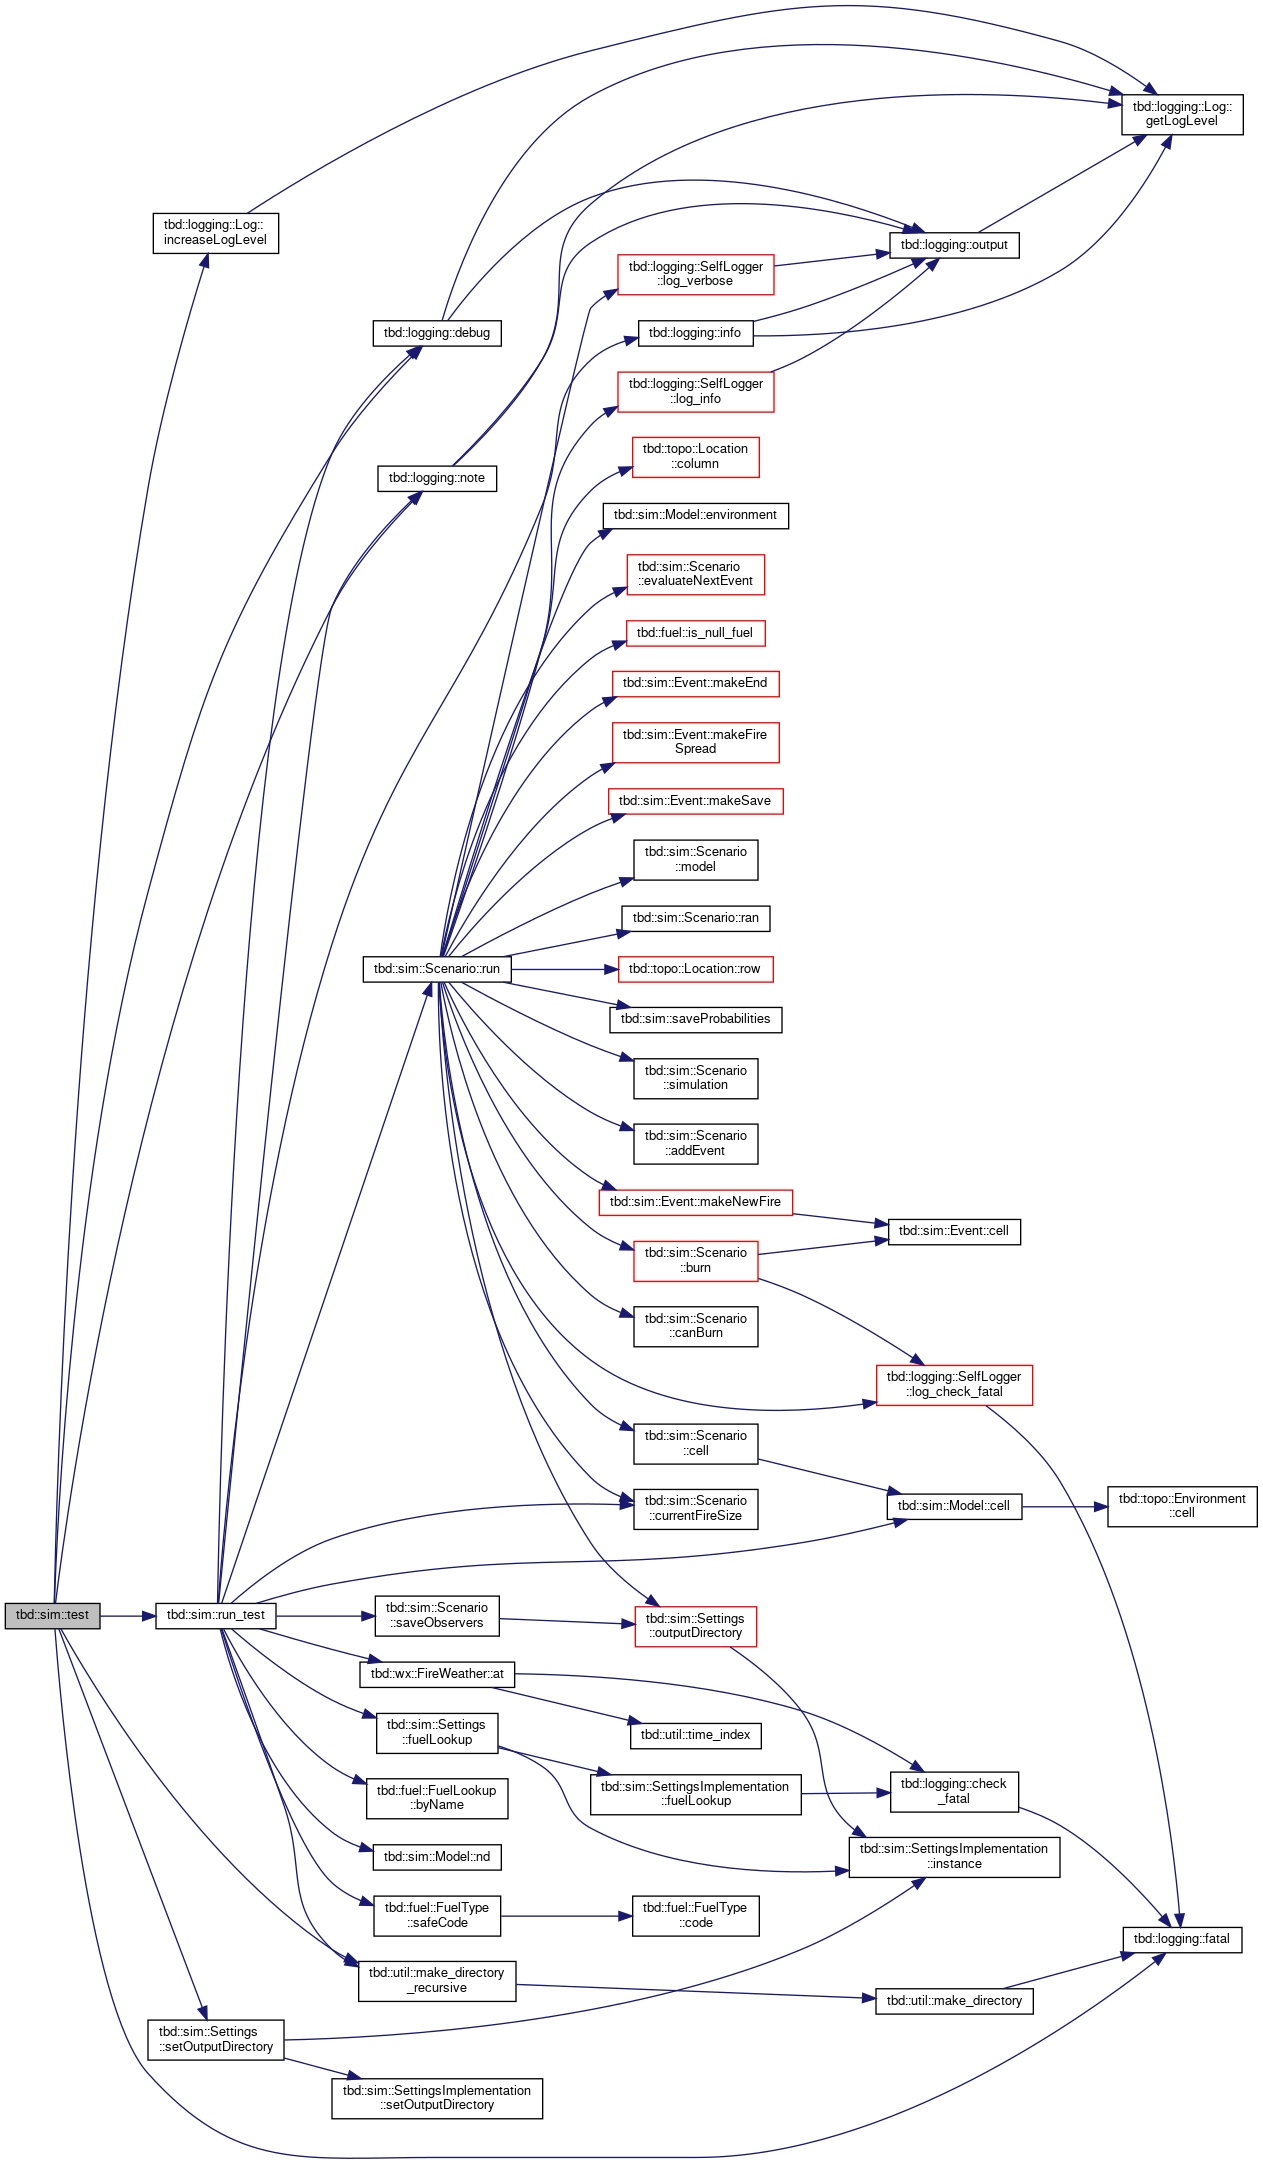 tbd::logging::Log::
getLogLevel
tbd::logging::Log::
increaseLogLevel
tbd::logging::output
tbd::logging::SelfLogger
::log_verbose
tbd::logging::debug
tbd::logging::info
tbd::logging::SelfLogger
::log_info
tbd::topo::Location
::column
tbd::logging::note
tbd::sim::Model::environment
tbd::sim::Scenario
::evaluateNextEvent
tbd::fuel::is_null_fuel
tbd::sim::Event::makeEnd
tbd::sim::Event::makeFire
Spread
tbd::sim::Event::makeSave
tbd::sim::Scenario
::model
tbd::sim::Scenario::ran
tbd::sim::Scenario::run
tbd::topo::Location::row
tbd::sim::saveProbabilities
tbd::sim::Scenario
::simulation
tbd::sim::Scenario
::addEvent
tbd::sim::Event::makeNewFire
tbd::sim::Event::cell
tbd::sim::Scenario
::burn
tbd::sim::Scenario
::canBurn
tbd::logging::SelfLogger
::log_check_fatal
tbd::sim::Scenario
::cell
tbd::sim::Model::cell
tbd::topo::Environment
::cell
tbd::sim::Scenario
::currentFireSize
tbd::sim::test
tbd::sim::run_test
tbd::sim::Scenario
::saveObservers
tbd::sim::Settings
::outputDirectory
tbd::wx::FireWeather::at
tbd::sim::Settings
::fuelLookup
tbd::util::time_index
tbd::fuel::FuelLookup
::byName
tbd::sim::SettingsImplementation
::fuelLookup
tbd::logging::check
_fatal
tbd::sim::Model::nd
tbd::sim::SettingsImplementation
::instance
tbd::fuel::FuelType
::safeCode
tbd::fuel::FuelType
::code
tbd::logging::fatal
tbd::util::make_directory
_recursive
tbd::util::make_directory
tbd::sim::Settings
::setOutputDirectory
tbd::sim::SettingsImplementation
::setOutputDirectory